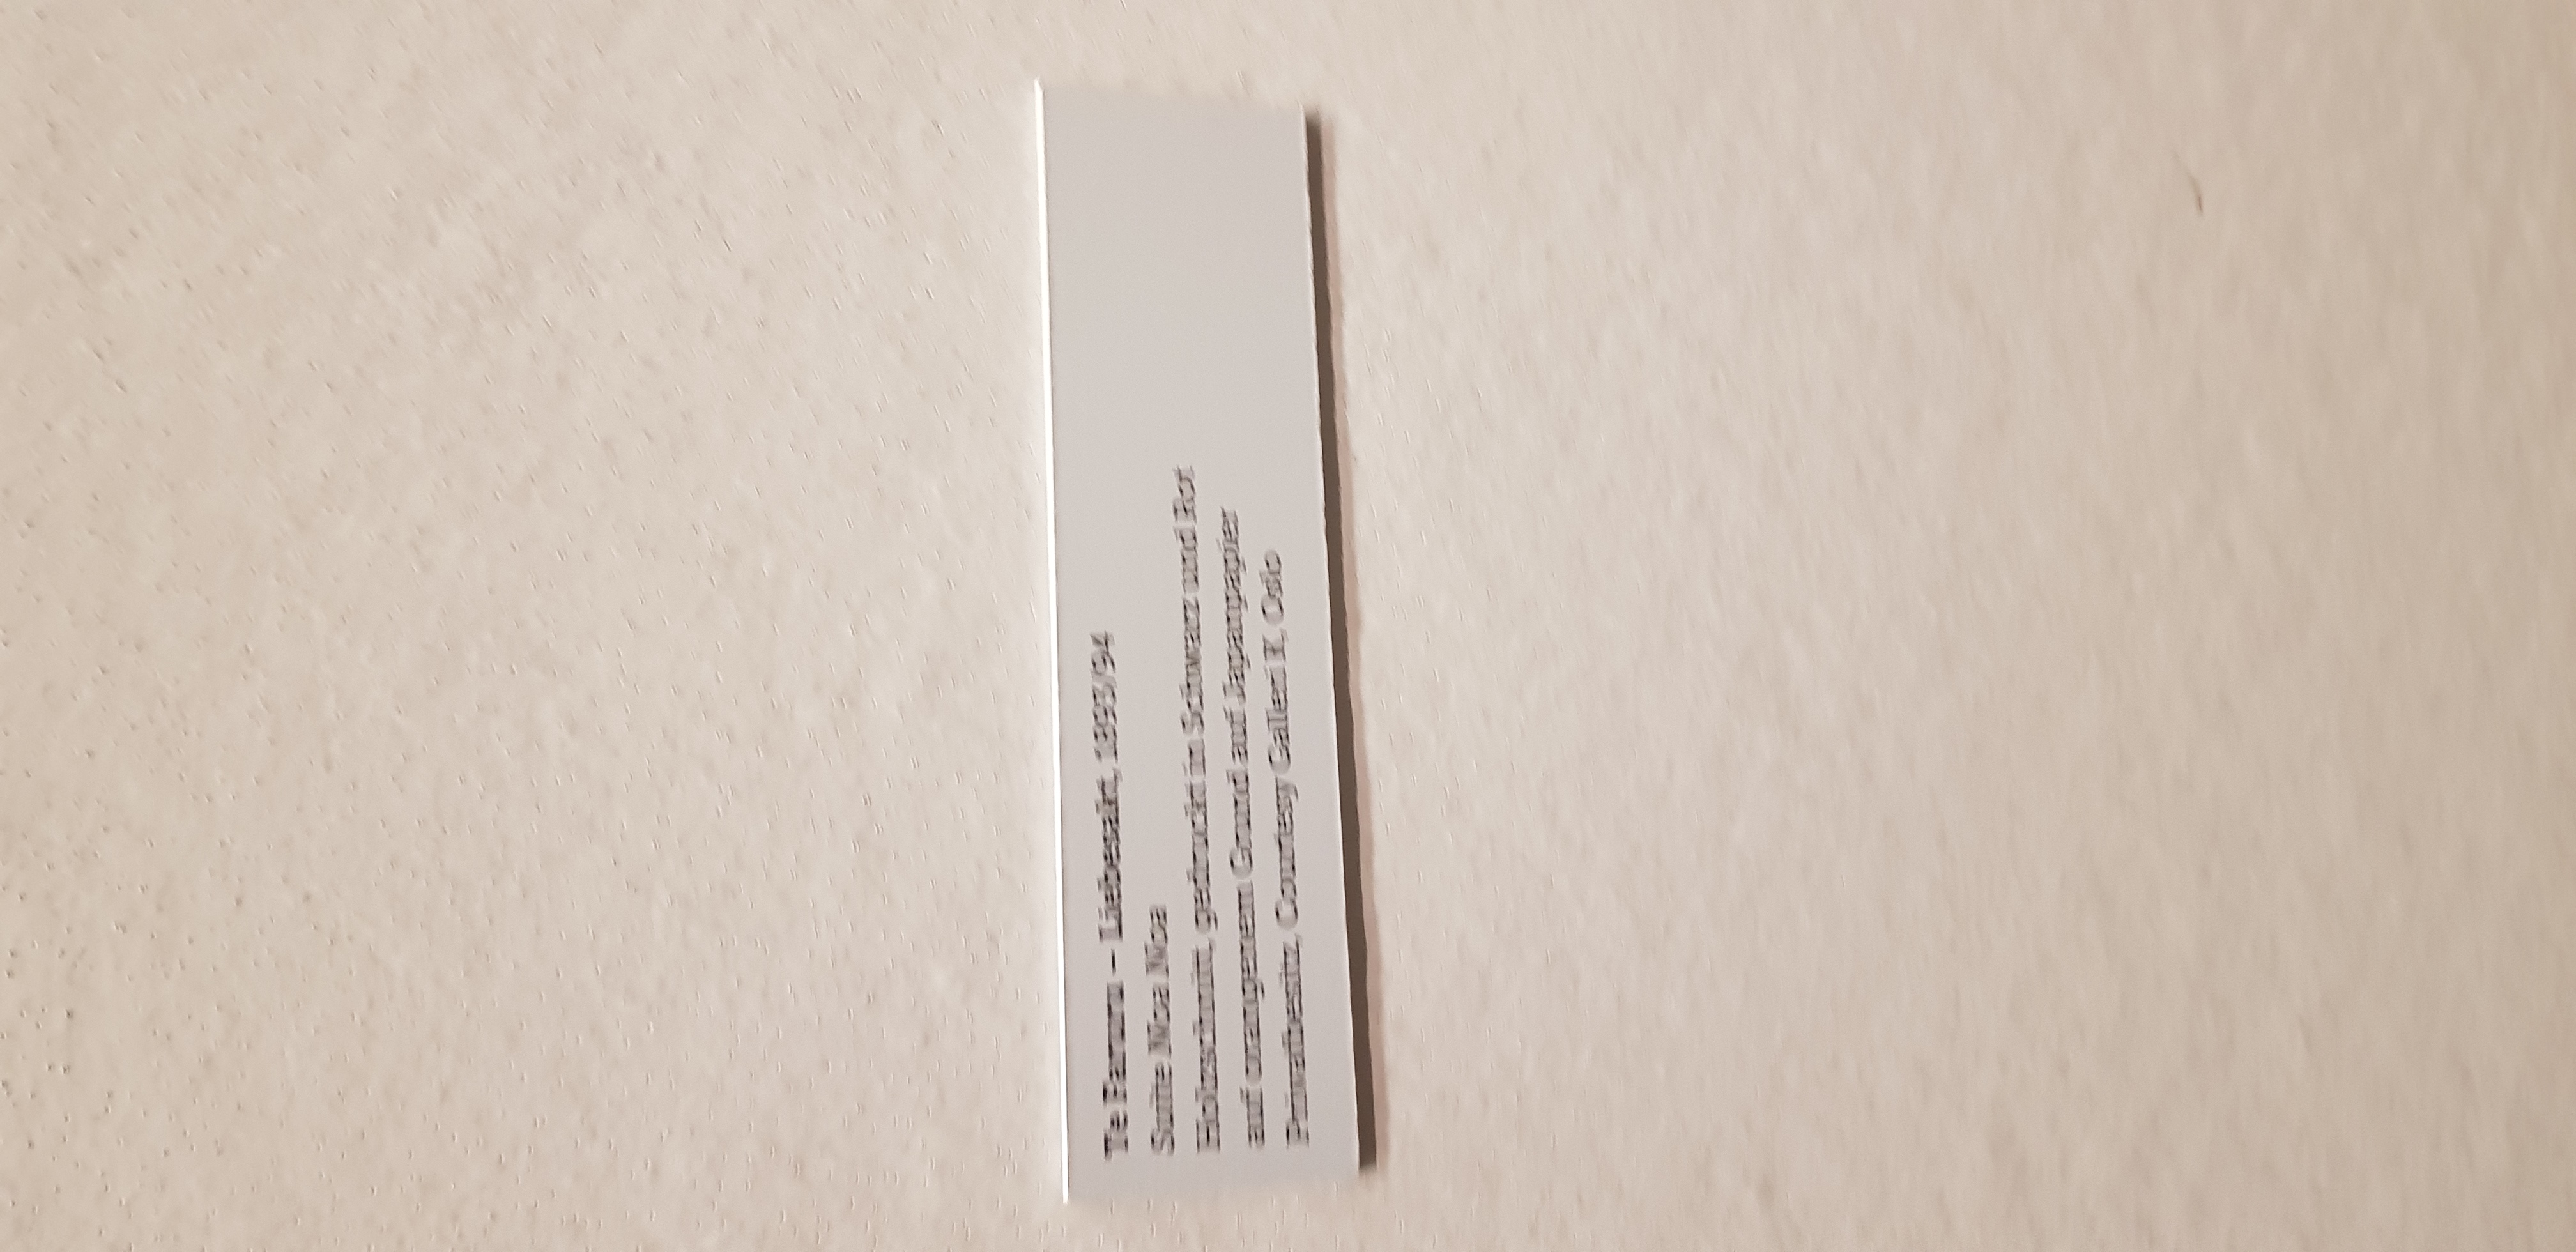 Te Faruru – Liebesakt, 1893/94
Suite Noa Noa
Holzschnitt, gedruckt in Schwarz und Rot
auf orangenem Grund auf Japanpapier
Privatbesitz, Courtesy Galleri K, Oslo